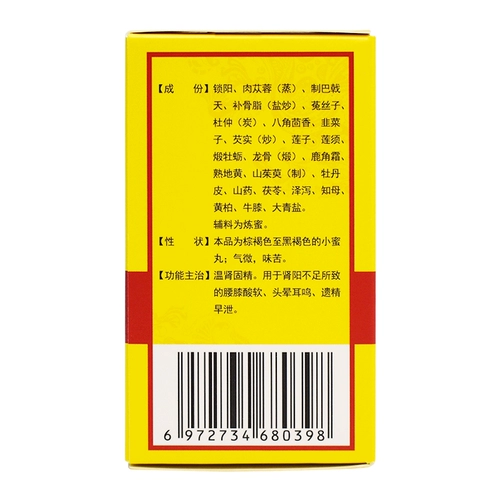 【成 份】锁阳、肉苁蓉（蒸）、制巴戟
天、补骨脂（盐炒）、菟丝子、
杜仲（炭）、八角茴香、韭菜
子、芡实（炒）、莲子、莲须、
煅牡蛎、龙骨（煅）、鹿角霜、
熟地黄、山茱萸（制）、牡丹
皮、山药、茯苓、泽泻、知母、
黄柏、牛膝、大青盐。
辅料为炼蜜。
【性 状】本品为棕褐色至黑褐色的小蜜
丸；气微，味苦。
【功能主治】温肾固精。用于肾阳不足所致
的腰膝酸软、头晕耳鸣、遗精
早泄。
6 972734 680398